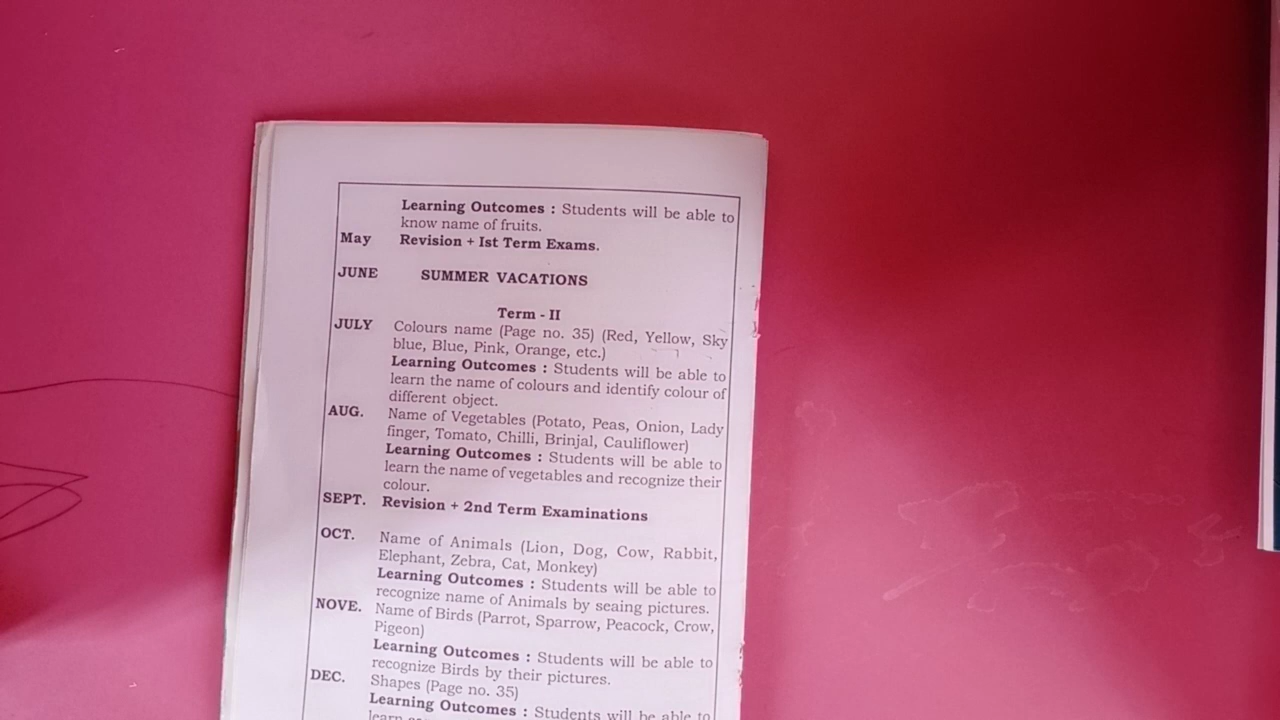 Learning Outcomes : Students will be able to
know name of fruits.
May Revision + Ist Term Exams.
JUNE SUMMER VACATIONS
Term - II
JULY Colours name (Page no. 35) (Red, Yellow, Sky
blue, Blue, Pink, Orange, etc.)
Learning Outcomes : Students will be able to
learn the name of colours and identify colour of
different object.
AUG. Name of Vegetables (Potato, Peas, Onion, Lady
finger, Tomato, Chilli, Brinjal, Cauliflower)
Learning Outcomes : Students will be able to
learn the name of vegetables and recognize their
colour.
SEPT. Revision + 2nd Term Examinations
OCT. Name of Animals (Lion, Dog, Cow, Rabbit,
Elephant, Zebra, Cat, Monkey)
Learning Outcomes : Students will be able to
recognize name of Animals by seaing pictures.
NOVE. Name of Birds (Parrot, Sparrow, Peacock, Crow,
Pigeon)
Learning Outcomes : Students will be able to
recognize Birds by their pictures.
DEC. Shapes (Page no. 35)
Learning Outcomes : Students will be able to
learn